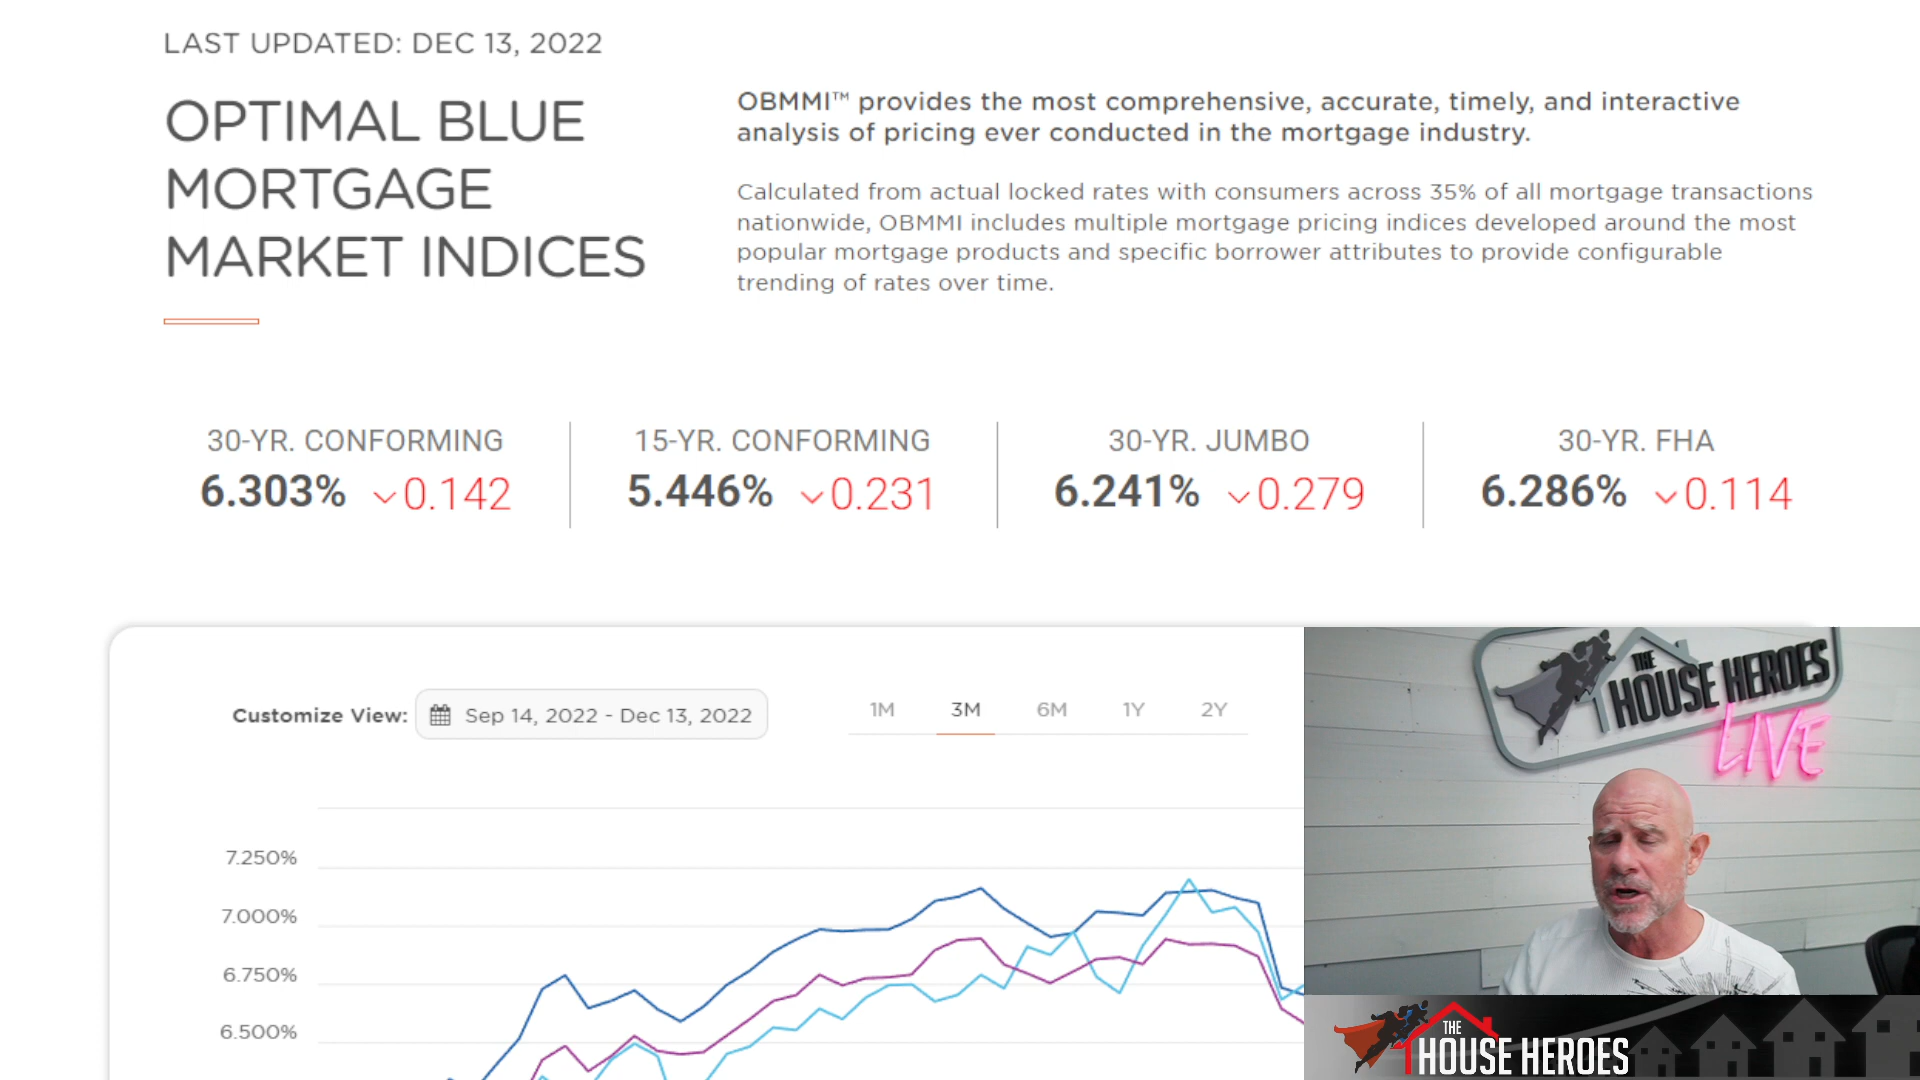 LAST UPDATED: DEC 13, 2022
OPTIMAL BLUE
MORTGAGE
MARKET INDICES
OBMMI™ provides the most comprehensive, accurate, timely, and interactive
analysis of pricing ever conducted in the mortgage industry.
Calculated from actual locked rates with consumers across 35% of all mortgage transactions
nationwide, OBMMI includes multiple mortgage pricing indices developed around the most
popular mortgage products and specific borrower attributes to provide configurable
trending of rates over time.
30-YR. CONFORMING
6.303% 0.142
15-YR. CONFORMING
5.446% 0.231
30-YR. JUMBO
6.241% 0.279
30-YR. FHA
6.286% 0.114
Customize View: Sep 14, 2022 - Dec 13, 2022
1M 3M 6M 1Y 2Y
7.250%
7.000%
6.750%
6.500%
THE
HOUSE HEROES
LIVE
THE
HOUSE HEROES